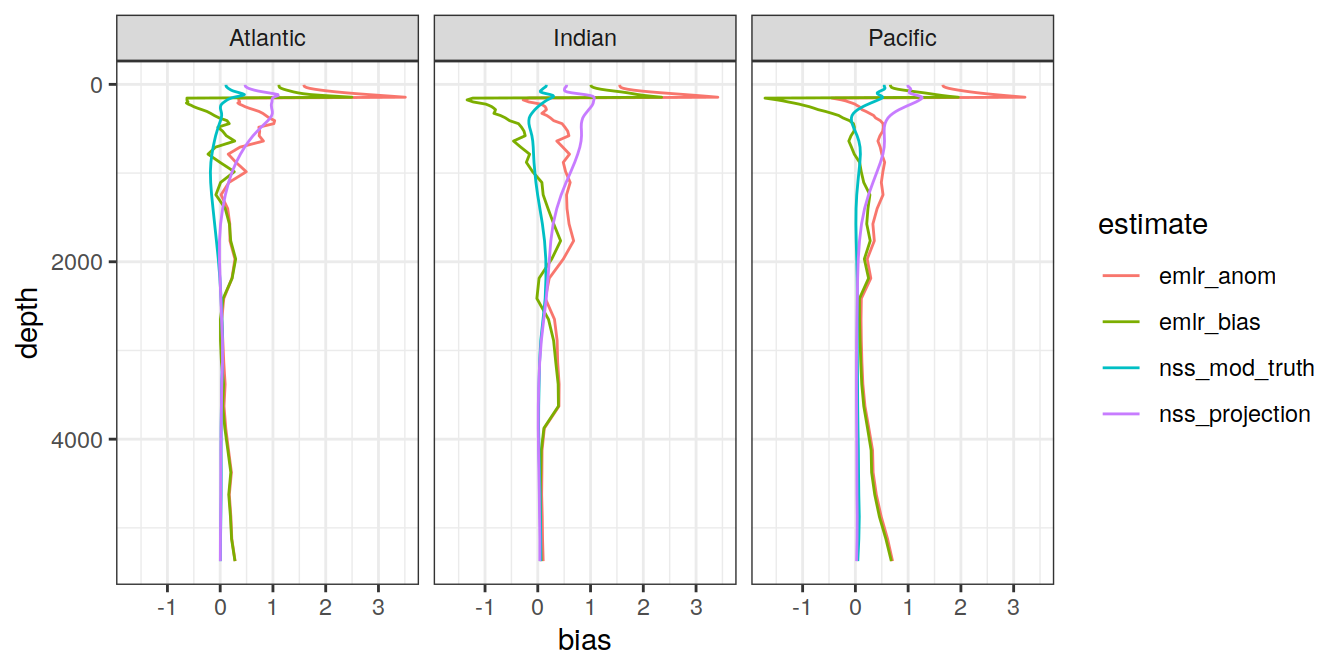 Atlantic
Indian
Pacific
0
2000
4000
depth
-1 0 1 2 3
-1 0 1 2 3
-1 0 1 2 3
bias
estimate
emlr_anom
emlr_bias
nss_mod_truth
nss_projection